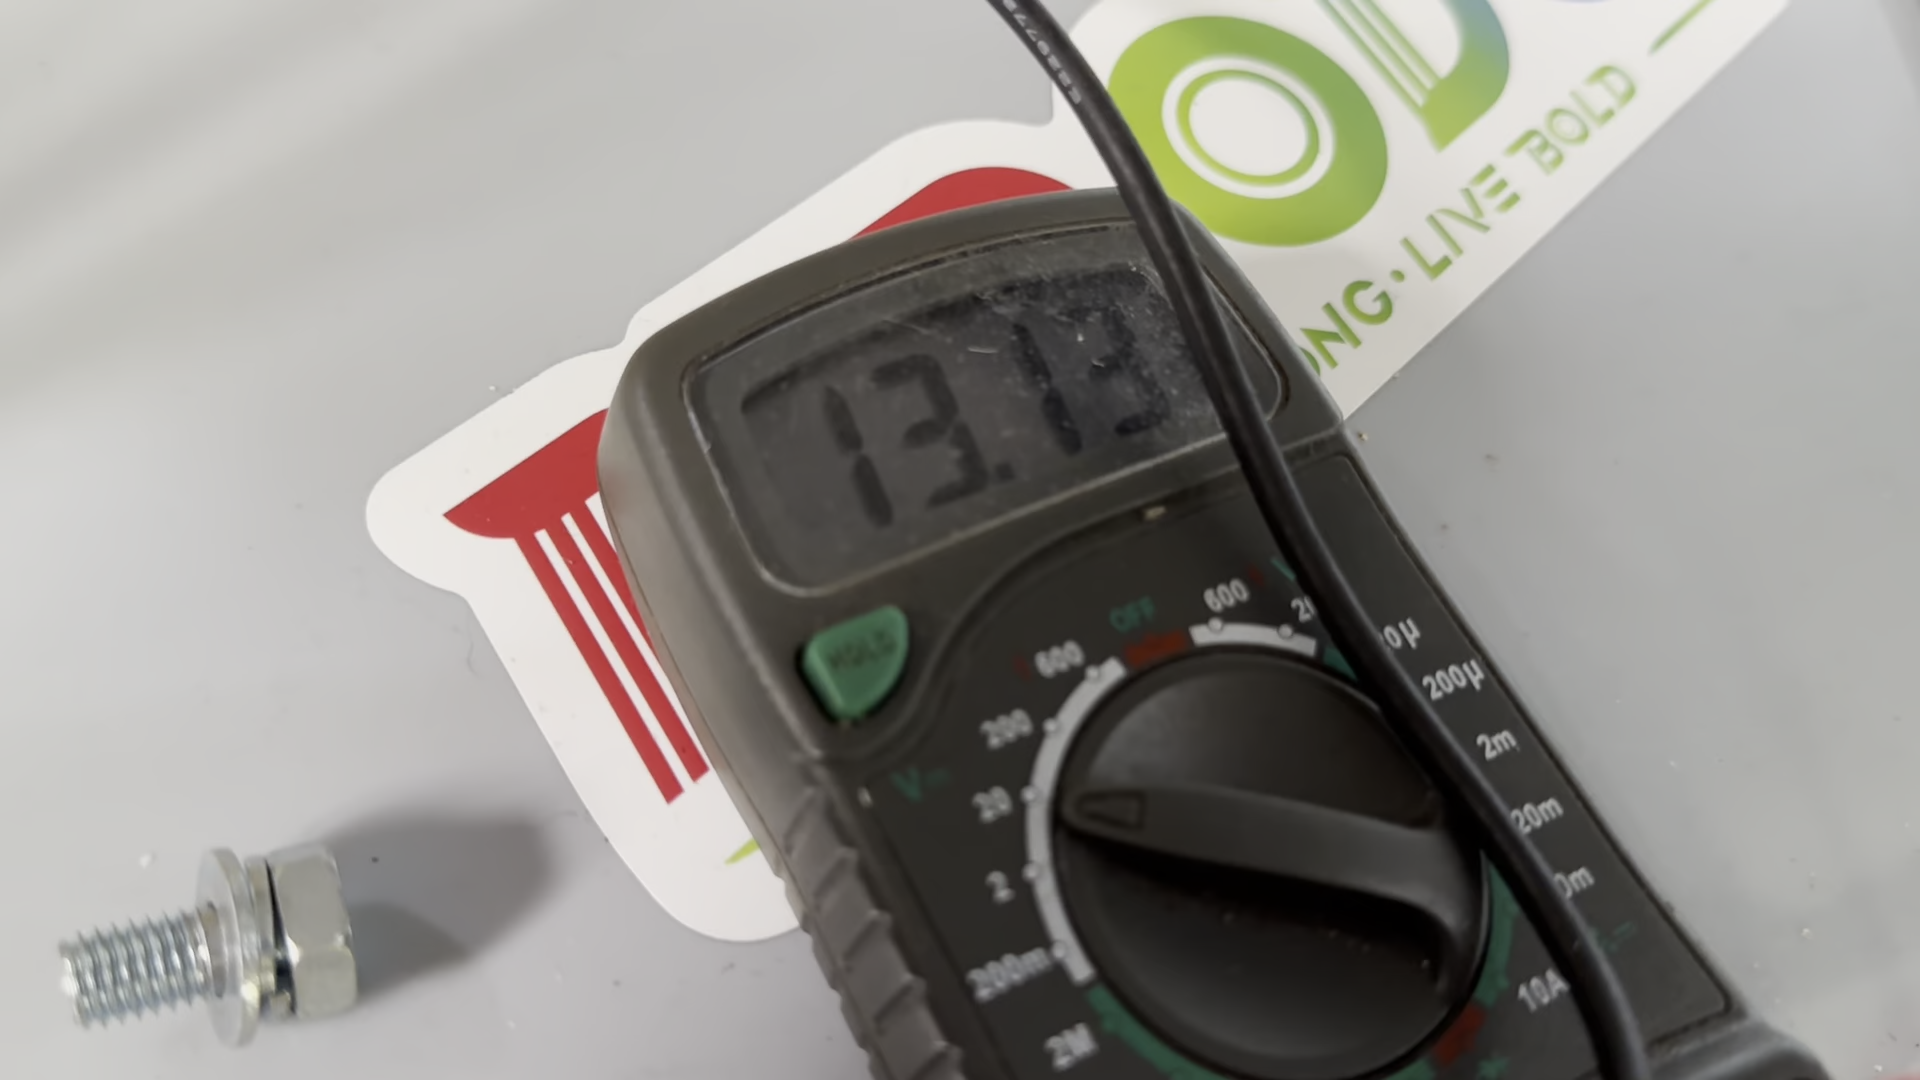 ONG • LIVE BOLD
13.13
HOLD
OFF
600
600
200
V⎓
20
2
200m
2M
200µ
2m
20m
10A